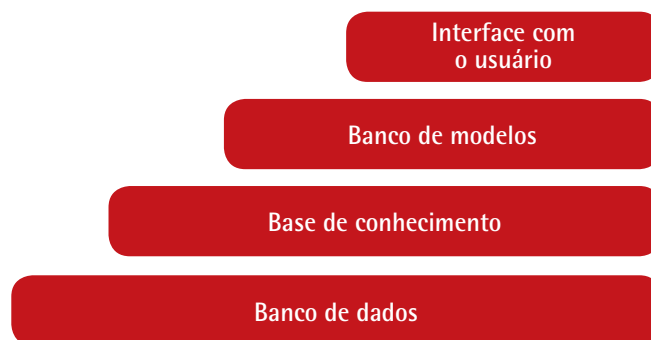 Interface com
o usuário
Banco de modelos
Base de conhecimento
Banco de dados